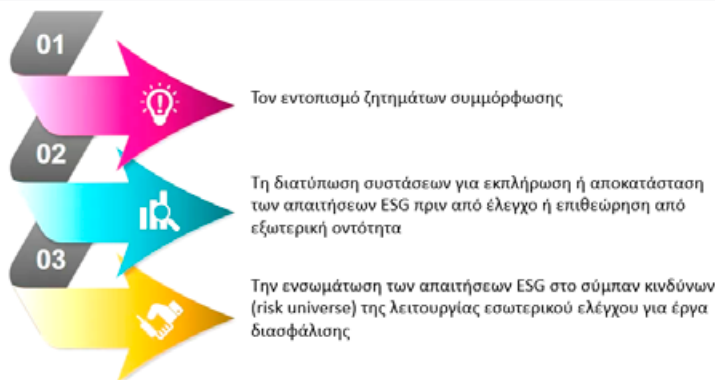 01
Τον εντοπισμό ζητημάτων συμμόρφωσης
02
Τη διατύπωση συστάσεων για εκπλήρωση ή αποκατάσταση
των απαιτήσεων ESG πριν από έλεγχο ή επιθεώρηση από
εξωτερική οντότητα
03
Την ενσωμάτωση των απαιτήσεων ESG στο σύμπαν κινδύνων
(risk universe) της λειτουργίας εσωτερικού ελέγχου για έργα
διασφάλισης